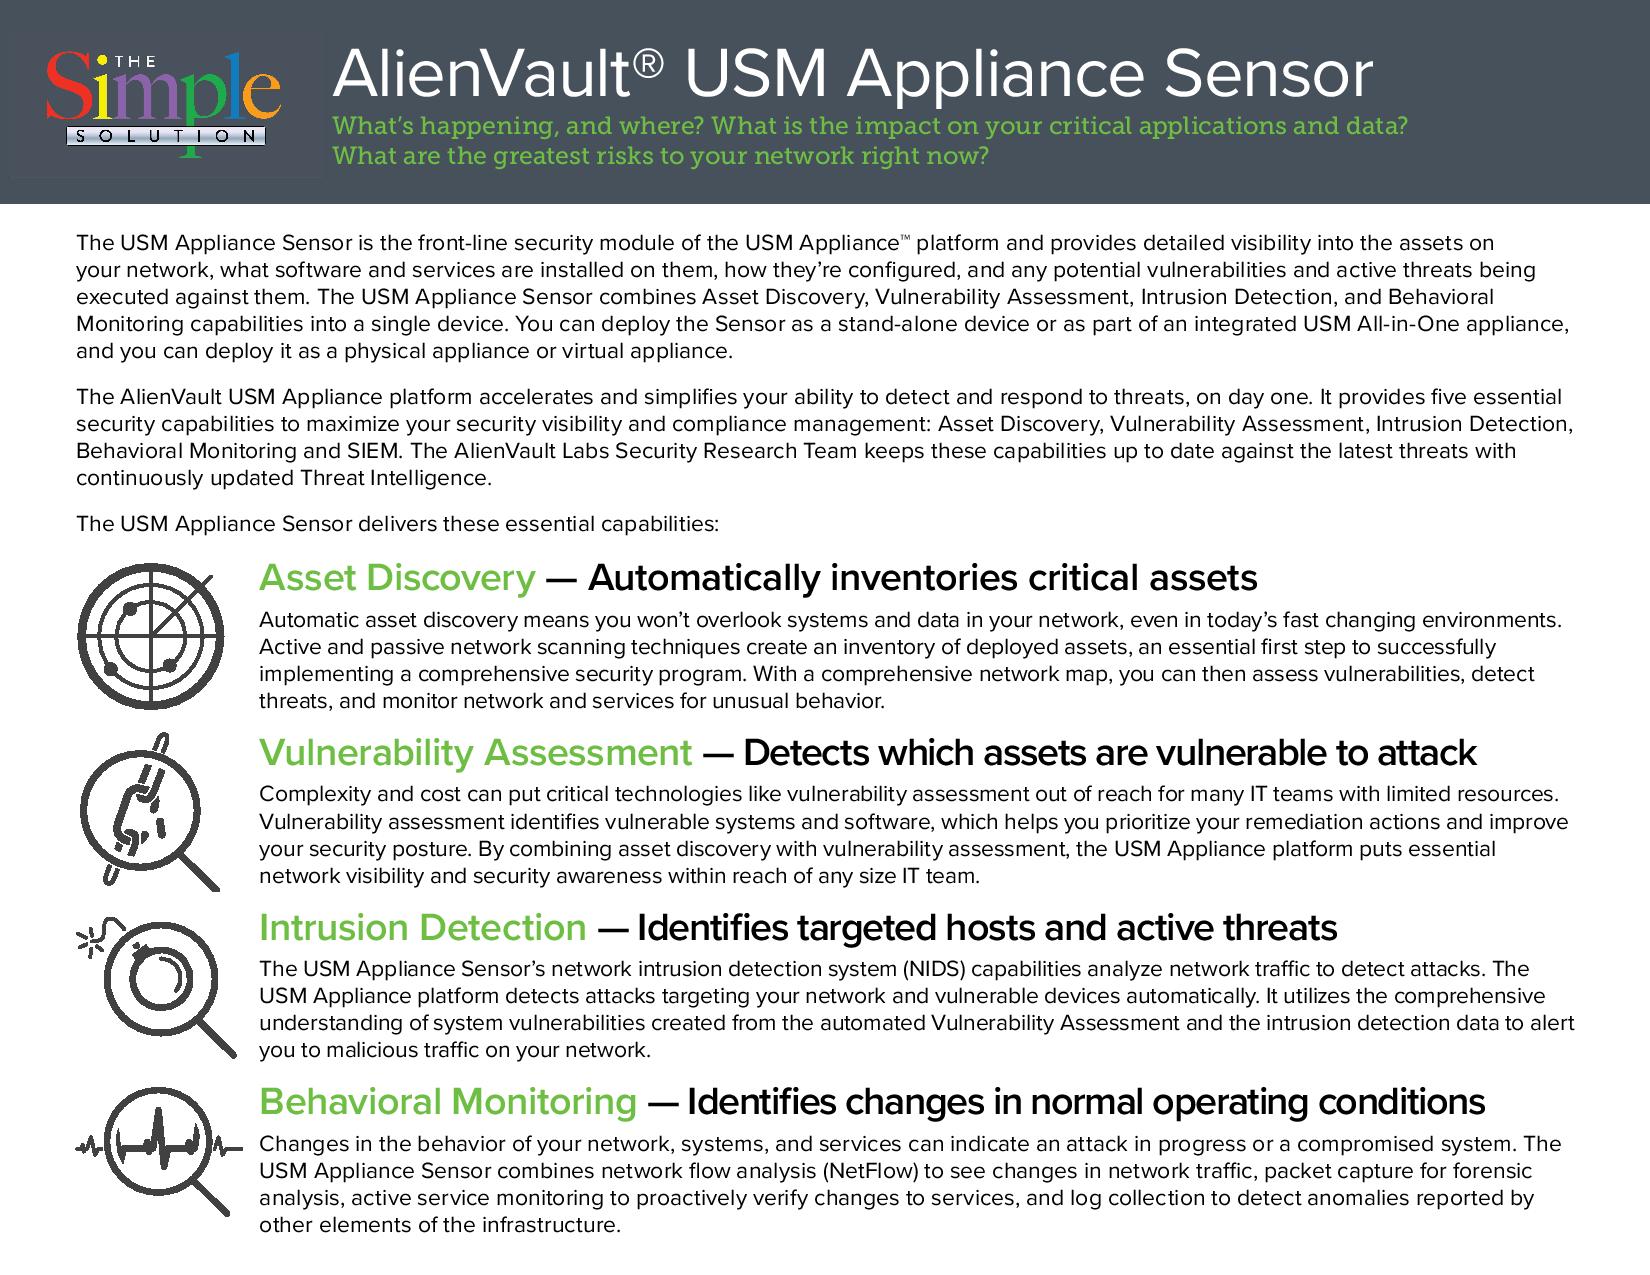 THE
Simple
SOLUTION
AlienVault® USM Appliance Sensor
What's happening, and where? What is the impact on your critical applications and data?
What are the greatest risks to your network right now?
The USM Appliance Sensor is the front-line security module of the USM Appliance™ platform and provides detailed visibility into the assets on
your network, what software and services are installed on them, how they're configured, and any potential vulnerabilities and active threats being
executed against them. The USM Appliance Sensor combines Asset Discovery, Vulnerability Assessment, Intrusion Detection, and Behavioral
Monitoring capabilities into a single device. You can deploy the Sensor as a stand-alone device or as part of an integrated USM All-in-One appliance,
and you can deploy it as a physical appliance or virtual appliance.
The AlienVault USM Appliance platform accelerates and simplifies your ability to detect and respond to threats, on day one. It provides five essential
security capabilities to maximize your security visibility and compliance management: Asset Discovery, Vulnerability Assessment, Intrusion Detection,
Behavioral Monitoring and SIEM. The AlienVault Labs Security Research Team keeps these capabilities up to date against the latest threats with
continuously updated Threat Intelligence.
The USM Appliance Sensor delivers these essential capabilities:
Asset Discovery — Automatically inventories critical assets
Automatic asset discovery means you won't overlook systems and data in your network, even in today's fast changing environments.
Active and passive network scanning techniques create an inventory of deployed assets, an essential first step to successfully
implementing a comprehensive security program. With a comprehensive network map, you can then assess vulnerabilities, detect
threats, and monitor network and services for unusual behavior.
Vulnerability Assessment — Detects which assets are vulnerable to attack
Complexity and cost can put critical technologies like vulnerability assessment out of reach for many IT teams with limited resources.
Vulnerability assessment identifies vulnerable systems and software, which helps you prioritize your remediation actions and improve
your security posture. By combining asset discovery with vulnerability assessment, the USM Appliance platform puts essential
network visibility and security awareness within reach of any size IT team.
Intrusion Detection — Identifies targeted hosts and active threats
The USM Appliance Sensor's network intrusion detection system (NIDS) capabilities analyze network traffic to detect attacks. The
USM Appliance platform detects attacks targeting your network and vulnerable devices automatically. It utilizes the comprehensive
understanding of system vulnerabilities created from the automated Vulnerability Assessment and the intrusion detection data to alert
you to malicious traffic on your network.
Behavioral Monitoring — Identifies changes in normal operating conditions
Changes in the behavior of your network, systems, and services can indicate an attack in progress or a compromised system. The
USM Appliance Sensor combines network flow analysis (NetFlow) to see changes in network traffic, packet capture for forensic
analysis, active service monitoring to proactively verify changes to services, and log collection to detect anomalies reported by
other elements of the infrastructure.